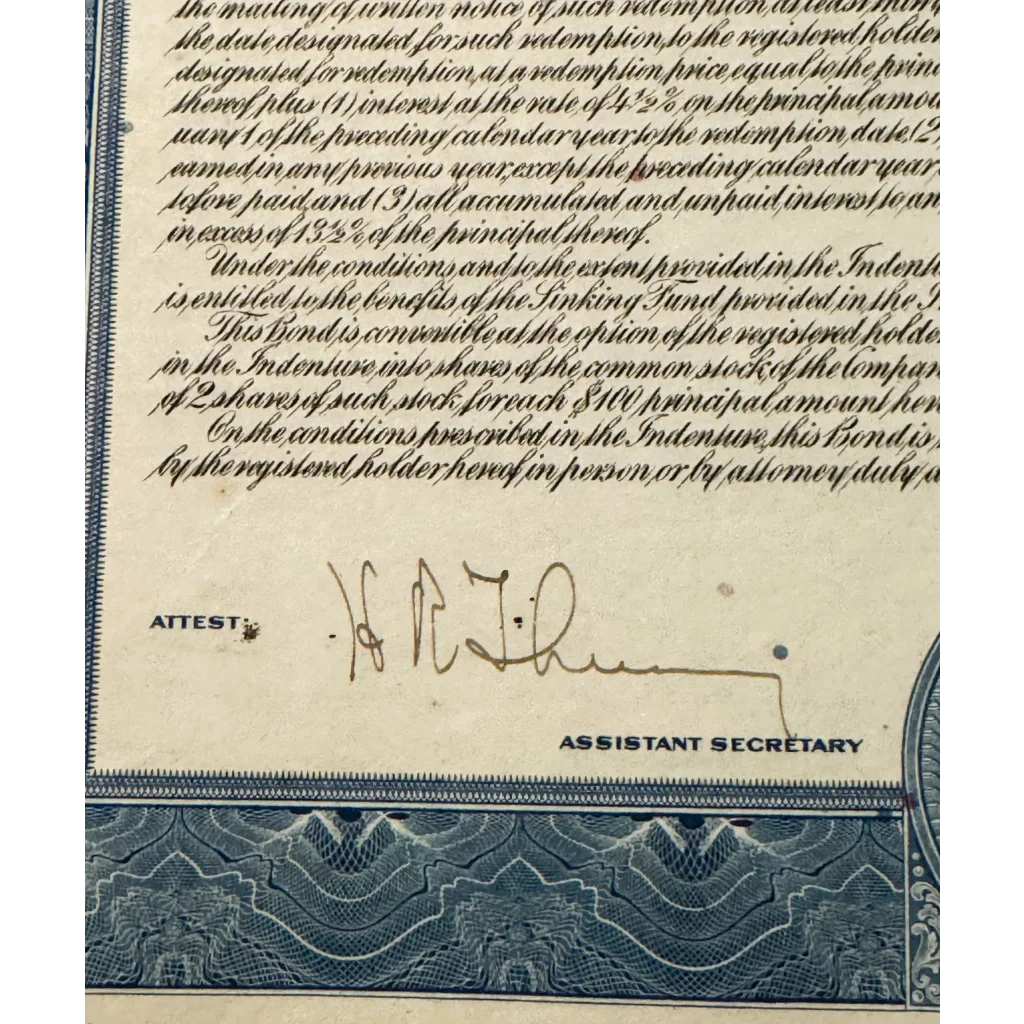 the mailing of written notice of such redemption, at least thirty
the date designated for such redemption, to the registered holder
designated for redemption, at a redemption price equal to the princ
thereof plus (1) interest at the rate of 4½% on the principal amou
uary 1 of the preceding calendar year, to the redemption date, (2)
earned in any previous year, except the preceding calendar year,
tofore paid, and (3) all accumulated and unpaid interest to an
in excess of 13½% of the principal thereof.
Under the conditions and to the extent provided in the Indentu
is entitled to the benefits of the Sinking Fund provided in the I
This Bond is convertible at the option of the registered holde
in the Indenture, into shares of the common stock of the Compan
of 2 shares of such stock, for each $100 principal amount her
On the conditions prescribed in the Indenture, this Bond is
by the registered holder hereof in person or by attorney duly a
ATTEST:
H R
ASSISTANT SECRETARY